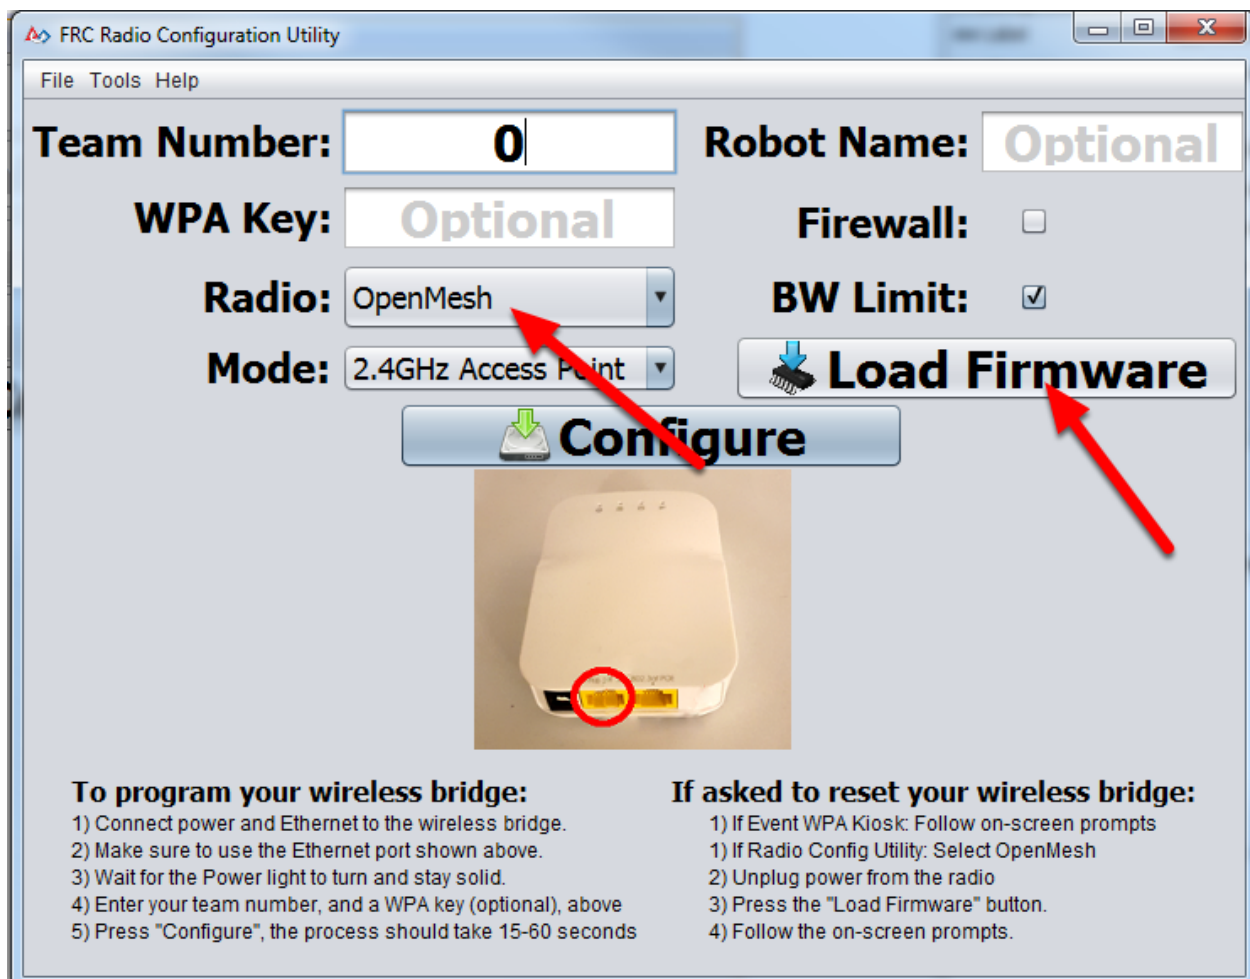 FRC Radio Configuration Utility
File Tools Help
Team Number: 0
Robot Name: Optional
WPA Key: Optional
Firewall:
Radio: OpenMesh
BW Limit:
Mode: 2.4GHz Access Point
Load Firmware
Configure
To program your wireless bridge:
1) Connect power and Ethernet to the wireless bridge.
2) Make sure to use the Ethernet port shown above.
3) Wait for the Power light to turn and stay solid.
4) Enter your team number, and a WPA key (optional), above
5) Press "Configure", the process should take 15-60 seconds
If asked to reset your wireless bridge:
1) If Event WPA Kiosk: Follow on-screen prompts
1) If Radio Config Utility: Select OpenMesh
2) Unplug power from the radio
3) Press the "Load Firmware" button.
4) Follow the on-screen prompts.